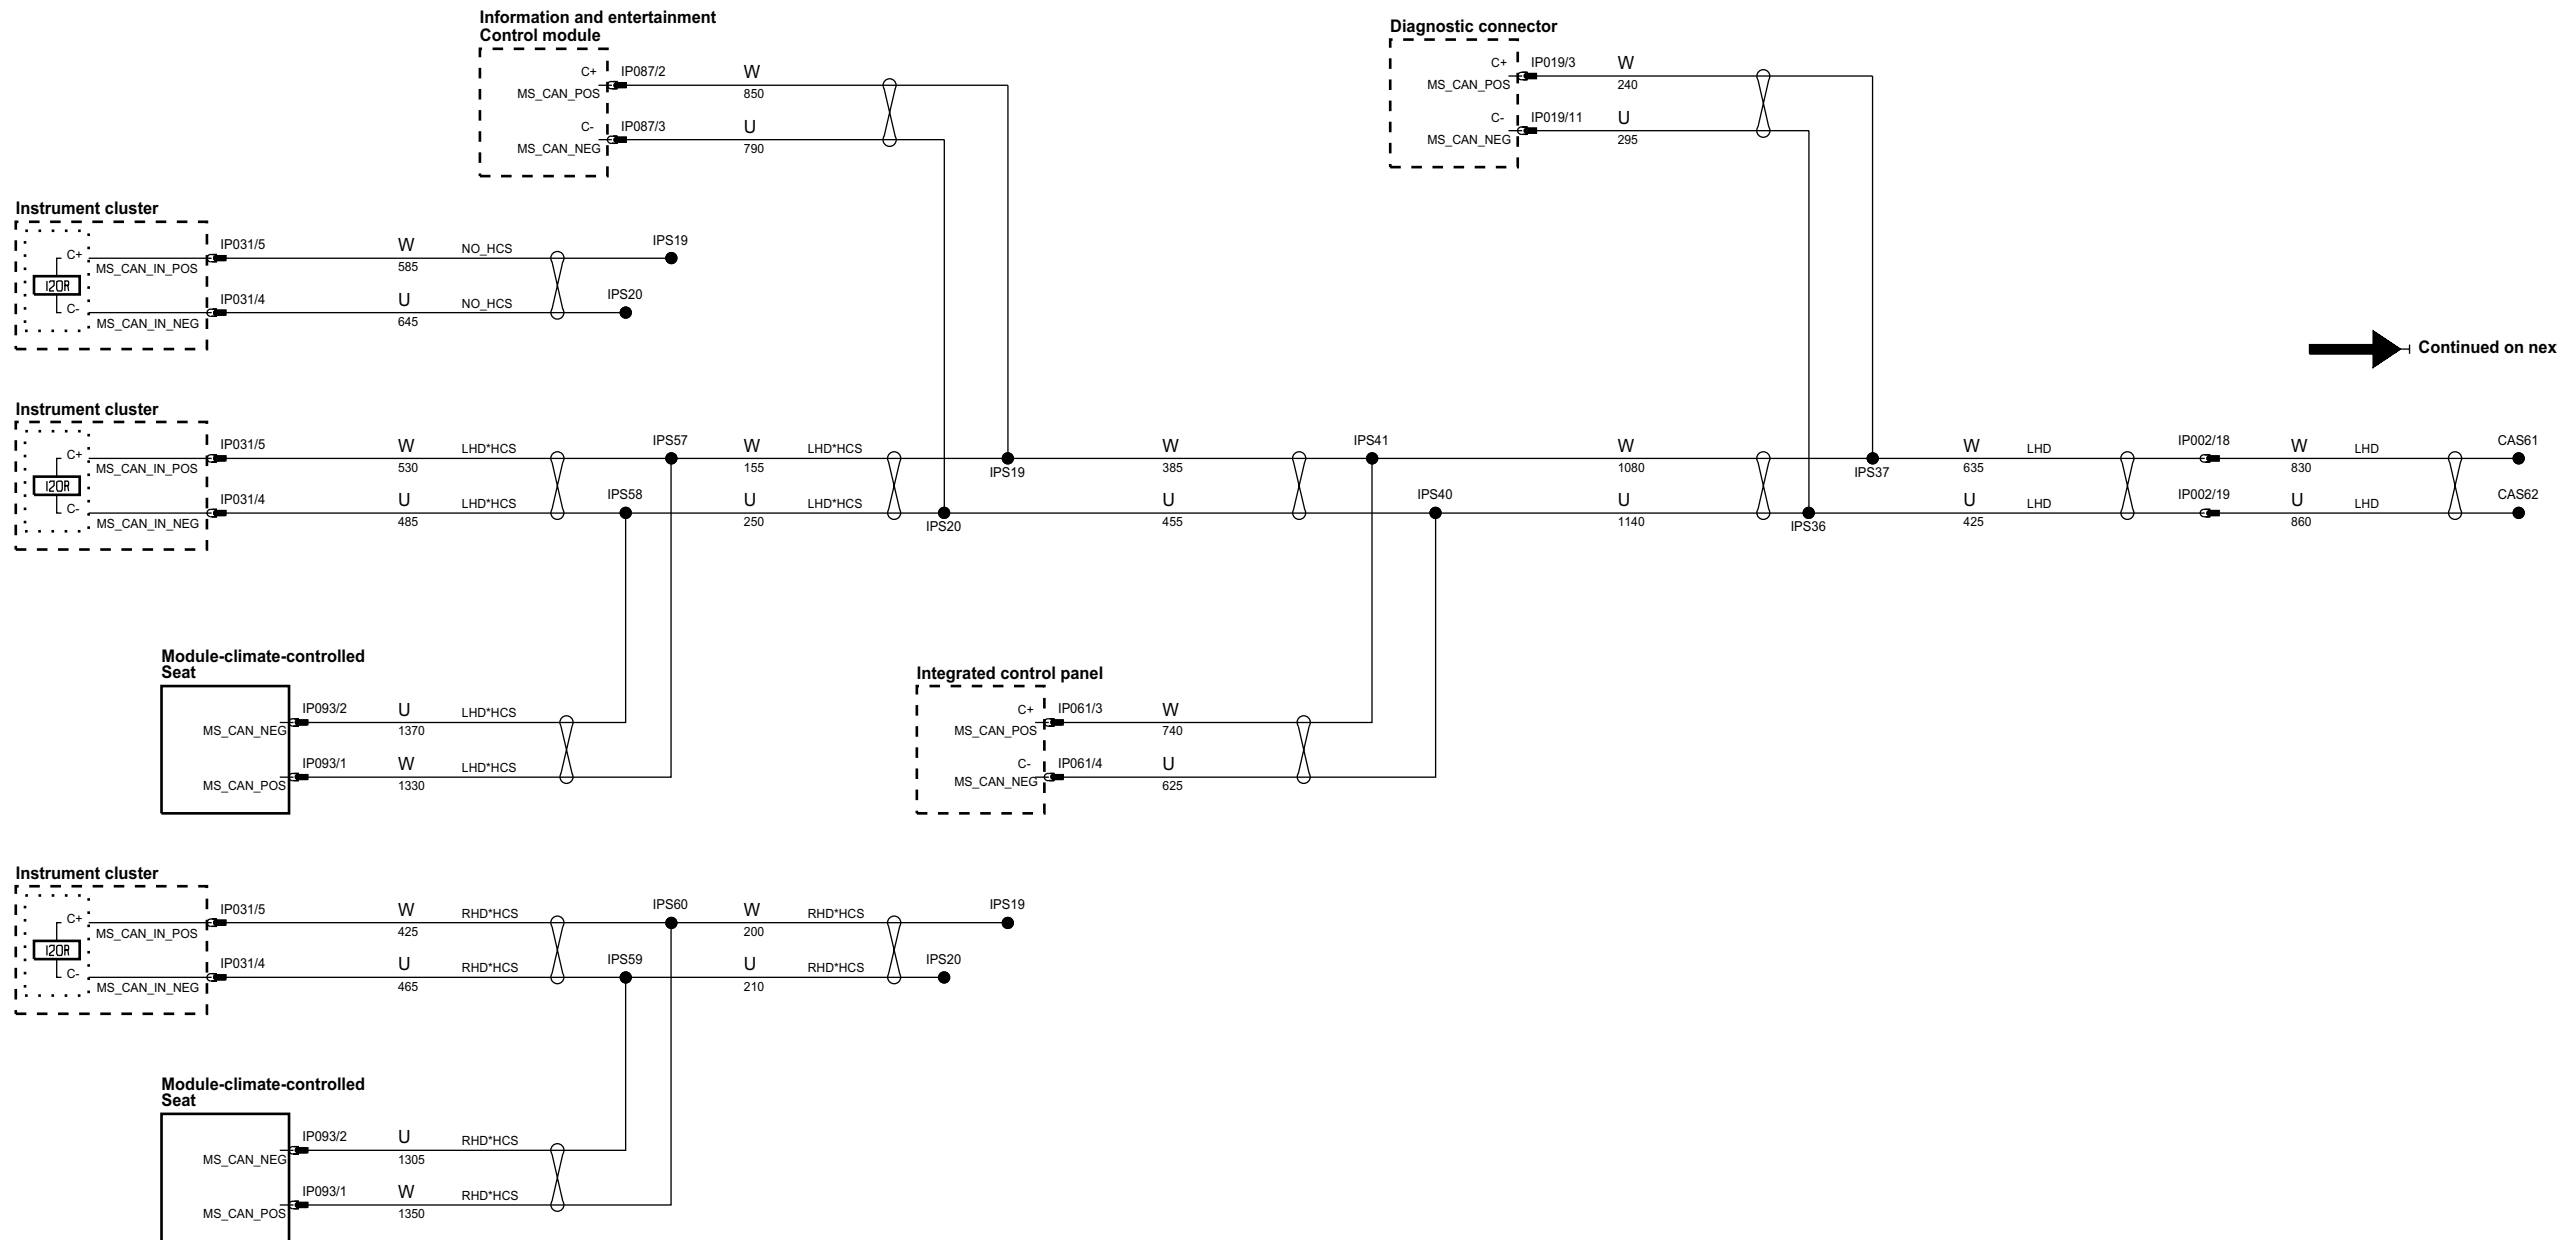 Information and entertainment
Control module
C+
IP087/2
W
MS_CAN_POS
850
C-
IP087/3
U
MS_CAN_NEG
790
Diagnostic connector
C+
IP019/3
W
MS_CAN_POS
240
C-
IP019/11
U
MS_CAN_NEG
295
Instrument cluster
C+
120R
C-
MS_CAN_IN_POS
MS_CAN_IN_NEG
IP031/5
W
585
NO_HCS
IPS19
IP031/4
U
645
NO_HCS
IPS20
Continued on nex
Instrument cluster
C+
120R
C-
MS_CAN_IN_POS
MS_CAN_IN_NEG
IP031/5
W
530
LHD*HCS
IPS57
W
155
LHD*HCS
IPS19
W
385
IPS41
W
1080
IPS37
W
635
LHD
IP002/18
W
830
LHD
CAS61
IP031/4
U
485
LHD*HCS
IPS58
U
250
LHD*HCS
IPS20
U
455
IPS40
U
1140
IPS36
U
425
LHD
IP002/19
U
860
LHD
CAS62
Module-climate-controlled
Seat
MS_CAN_NEG
IP093/2
U
1370
LHD*HCS
MS_CAN_POS
IP093/1
W
1330
LHD*HCS
Integrated control panel
C+
MS_CAN_POS
IP061/3
W
740
C-
MS_CAN_NEG
IP061/4
U
625
Instrument cluster
C+
120R
C-
MS_CAN_IN_POS
MS_CAN_IN_NEG
IP031/5
W
425
RHD*HCS
IPS60
W
200
RHD*HCS
IPS19
IP031/4
U
465
RHD*HCS
IPS59
U
210
RHD*HCS
IPS20
Module-climate-controlled
Seat
MS_CAN_NEG
IP093/2
U
1305
RHD*HCS
MS_CAN_POS
IP093/1
W
1350
RHD*HCS